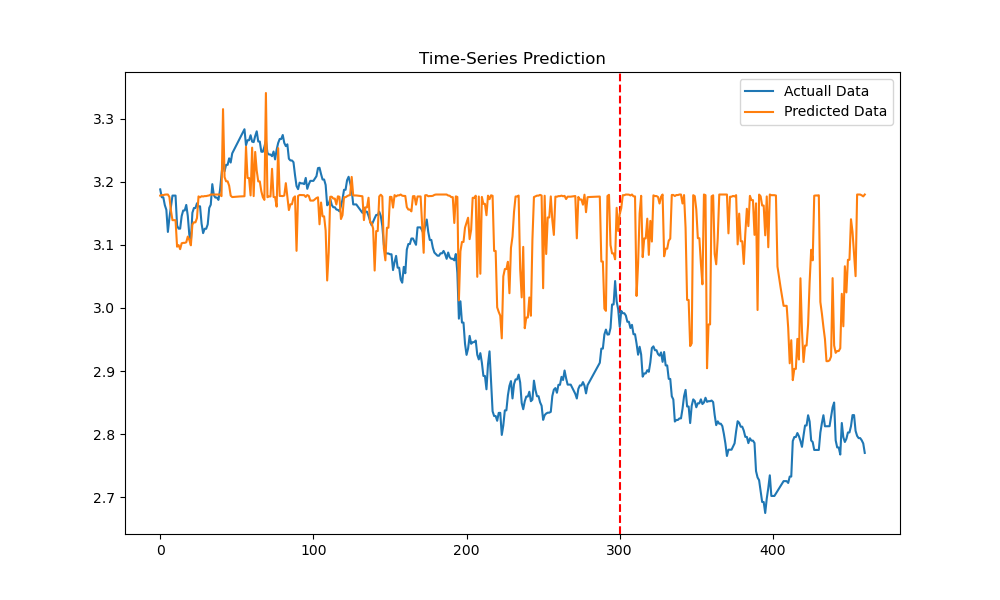 Time-Series Prediction
Actuall Data
Predicted Data
3.3
3.2
3.1
3.0
2.9
2.8
2.7
0 100 200 300 400